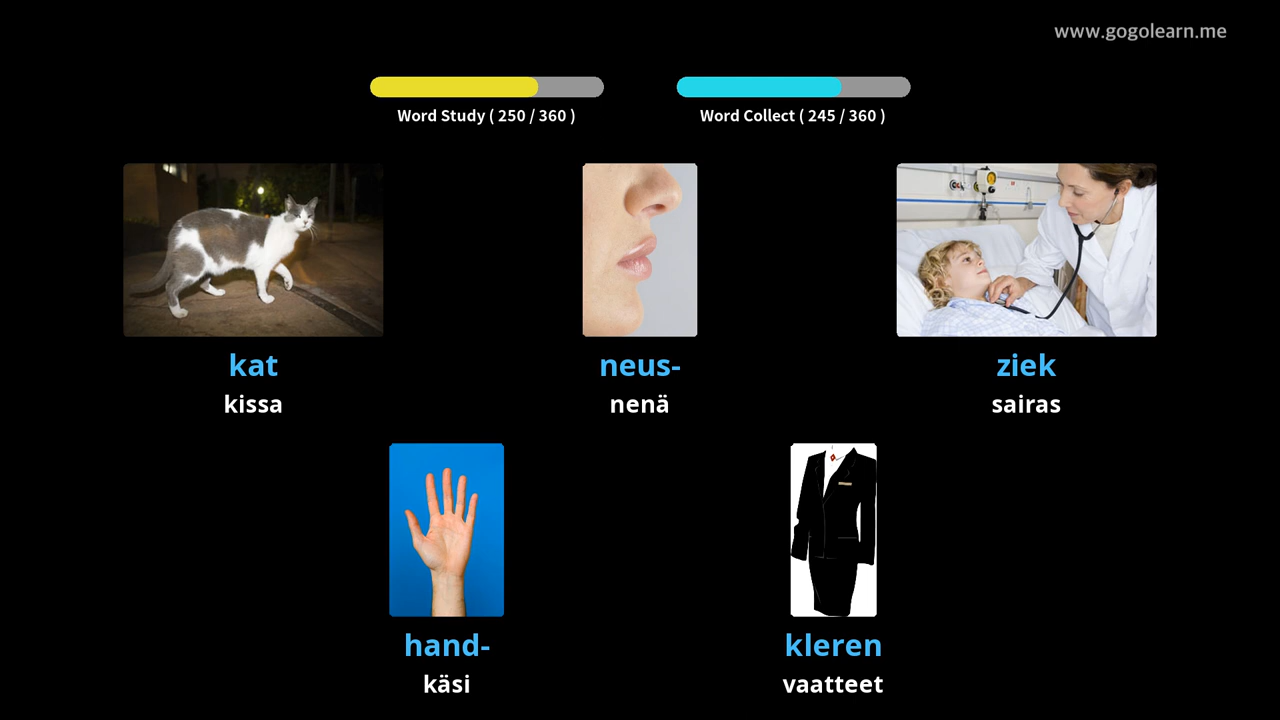 www.gogolearn.me
Word Study ( 250 / 360 )
Word Collect ( 245 / 360 )
kat
kissa
neus-
nenä
ziek
sairas
hand-
käsi
kleren
vaatteet